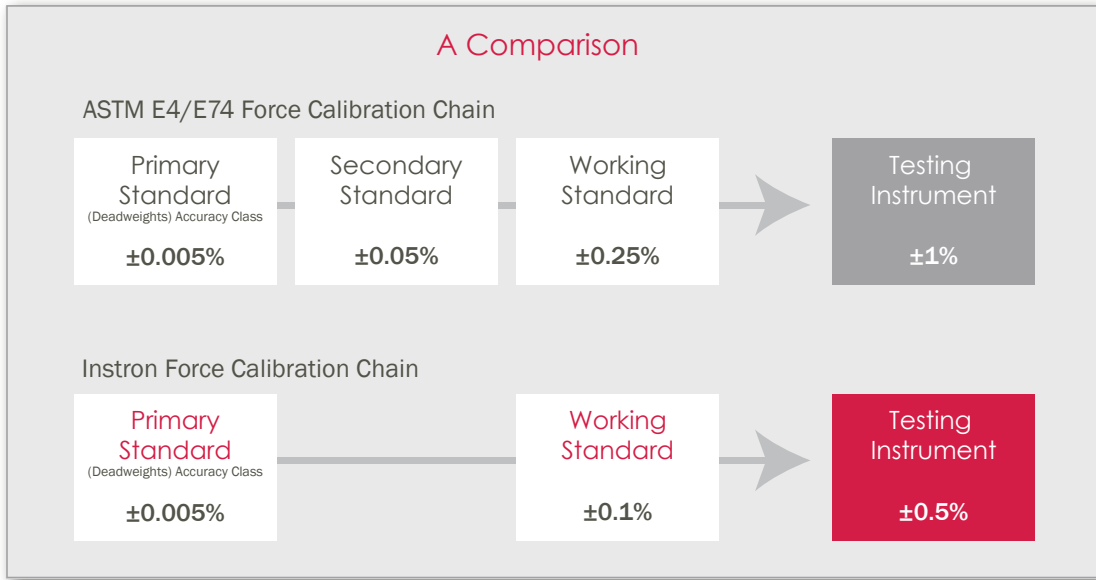 A Comparison
ASTM E4/E74 Force Calibration Chain
Primary
Standard
(Deadweights) Accuracy Class
±0.005%
Secondary
Standard
±0.05%
Working
Standard
±0.25%
Testing
Instrument
±1%
Instron Force Calibration Chain
Primary
Standard
(Deadweights) Accuracy Class
±0.005%
Working
Standard
±0.1%
Testing
Instrument
±0.5%